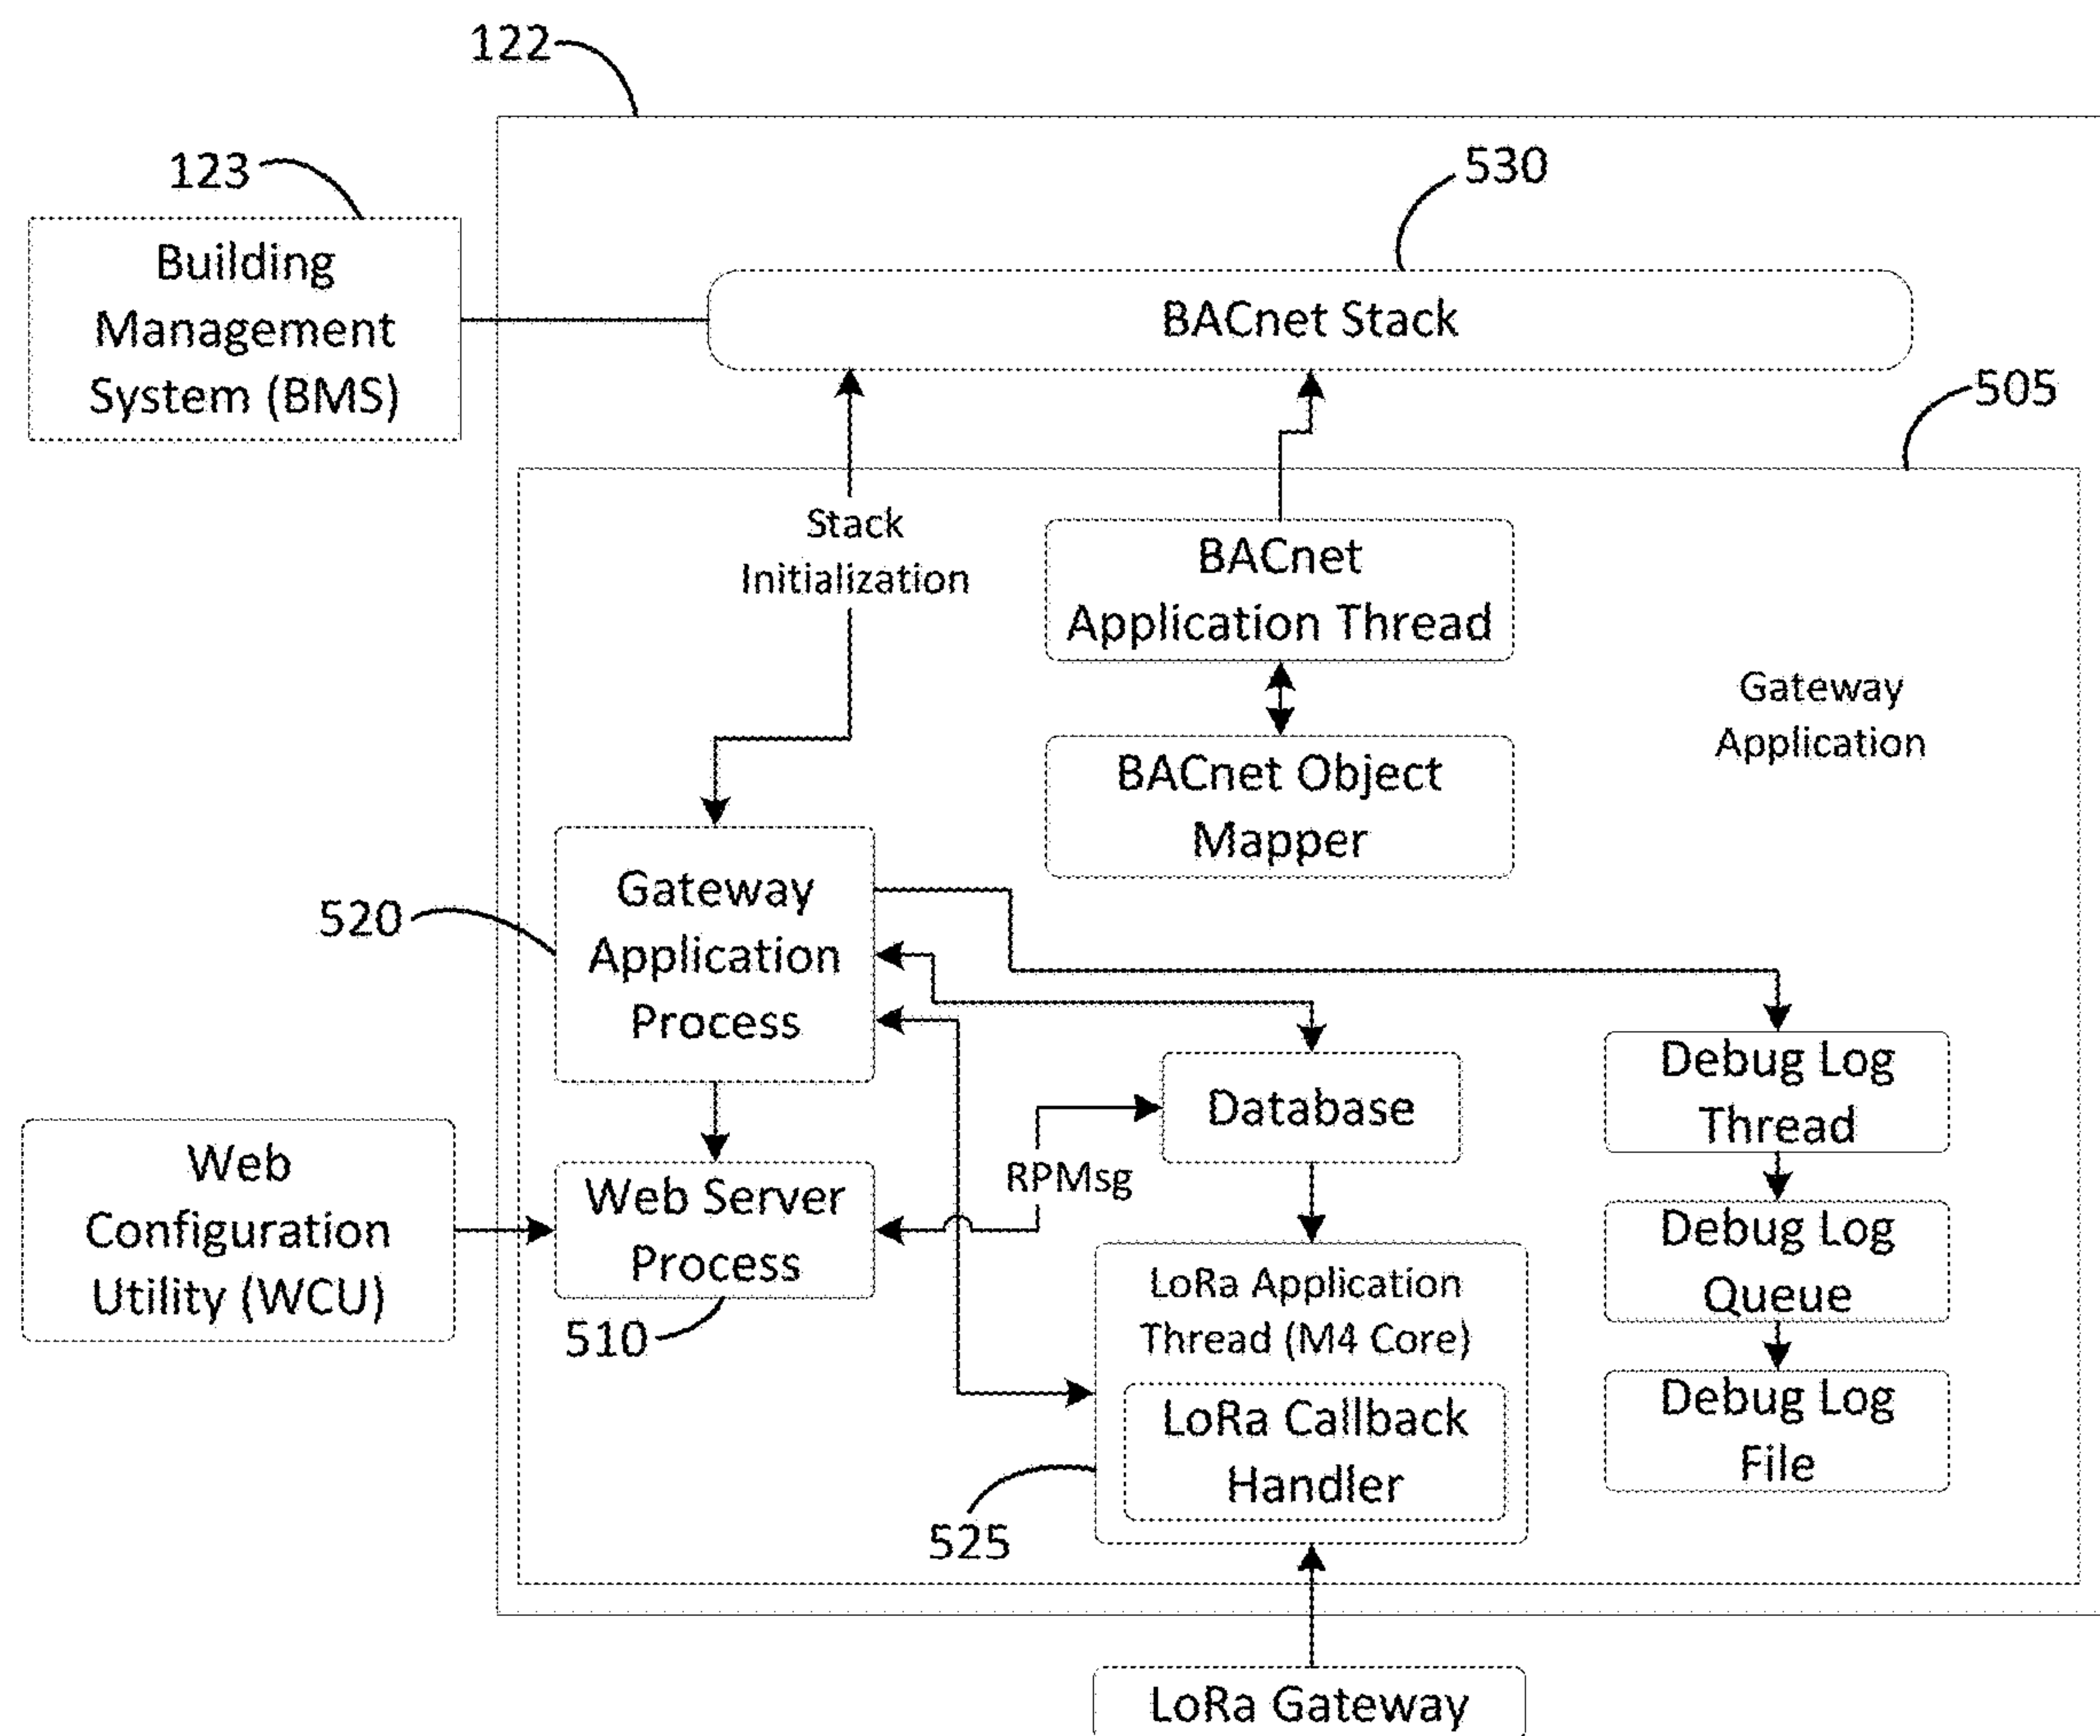 122
123
530
Building
Management
System (BMS)
BACnet Stack
505
Stack
Initialization
BACnet
Application Thread
Gateway
Application
BACnet Object
Mapper
520
Gateway
Application
Process
Database
Debug Log
Thread
Web
Configuration
Utility (WCU)
Web Server
Process
RPMsg
510
Debug Log
Queue
LoRa Application
Thread (M4 Core)
LoRa Callback
Handler
525
Debug Log
File
LoRa Gateway